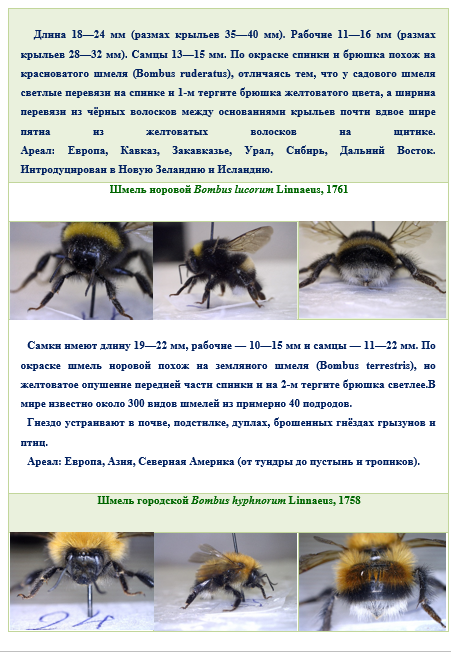 Длина 18—24 мм (размах крыльев 35—40 мм). Рабочие 11—16 мм (размах
крыльев 28—32 мм). Самцы 13—15 мм. По окраске спинки и брюшка похож на
красноватого шмеля (Bombus ruderatus), отличаясь тем, что у садового шмеля
светлые перевязи на спинке и 1-м тергите брюшка желтоватого цвета, а ширина
перевязи из чёрных волосков между основаниями крыльев почти вдвое шире
пятна из желтоватых волосков на щитике.
Ареал: Европа, Кавказ, Закавказье, Урал, Сибирь, Дальний Восток.
Интродуцирован в Новую Зеландию и Исландию.
Шмель норовой Bombus lucorum Linnaeus, 1761
Самки имеют длину 19—22 мм, рабочие — 10—15 мм и самцы — 11—22 мм. По
окраске шмель норовой похож на земляного шмеля (Bombus terrestris), но
желтоватое опушение передней части спинки и на 2-м тергите брюшка светлее.В
мире известно около 300 видов шмелей из примерно 40 подродов.
Гнездо устраивают в почве, подстилке, дуплах, брошенных гнёздах грызунов и
птиц.
Ареал: Европа, Азия, Северная Америка (от тундры до пустынь и тропиков).
Шмель городской Bombus hyphnorum Linnaeus, 1758